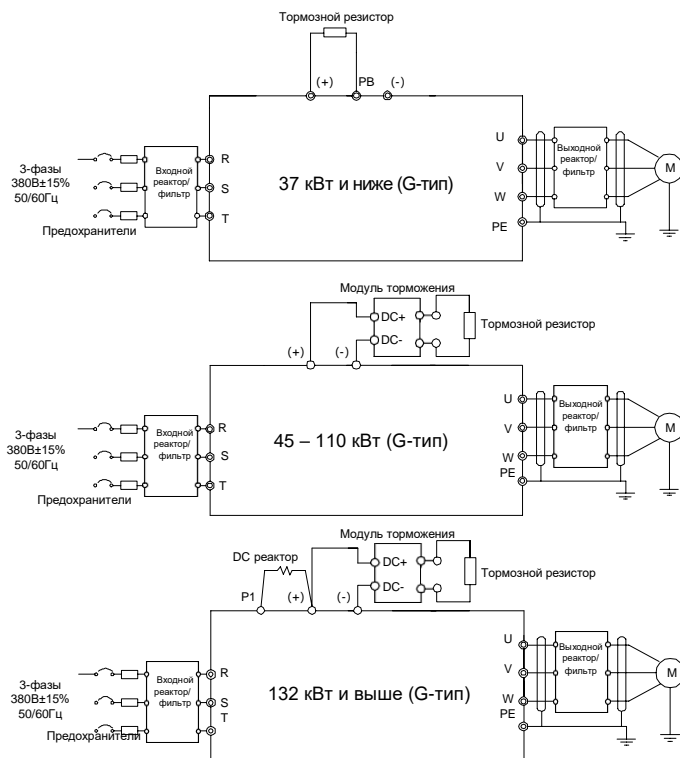 Тормозной резистор
(+) PB (-)
3-фазы
380В±15%
50/60Гц
Предохранители
Входной
реактор/
фильтр
R
S
T
37 кВт и ниже (G-тип)
U
V
W
PE
Выходной
реактор/
фильтр
M
Модуль торможения
DC+
DC-
Тормозной резистор
(+) (-)
3-фазы
380В±15%
50/60Гц
Предохранители
Входной
реактор/
фильтр
R
S
T
45 – 110 кВт (G-тип)
U
V
W
PE
Выходной
реактор/
фильтр
M
Модуль торможения
DC реактор
DC+
DC-
Тормозной резистор
P1 (+) (-)
3-фазы
380В±15%
50/60Гц
Предохранители
Входной
реактор/
фильтр
R
S
T
132 кВт и выше (G-тип)
U
V
W
PE
Выходной
реактор/
фильтр
M